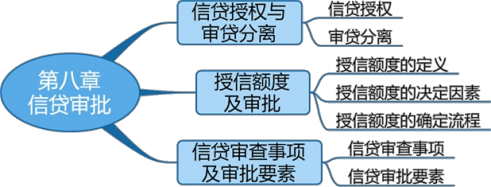 第八章
信贷审批
信贷授权与
审贷分离
信贷授权
审贷分离
授信额度
及审批
授信额度的定义
授信额度的决定因素
授信额度的确定流程
信贷审查事项
及审批要素
信贷审查事项
信贷审批要素